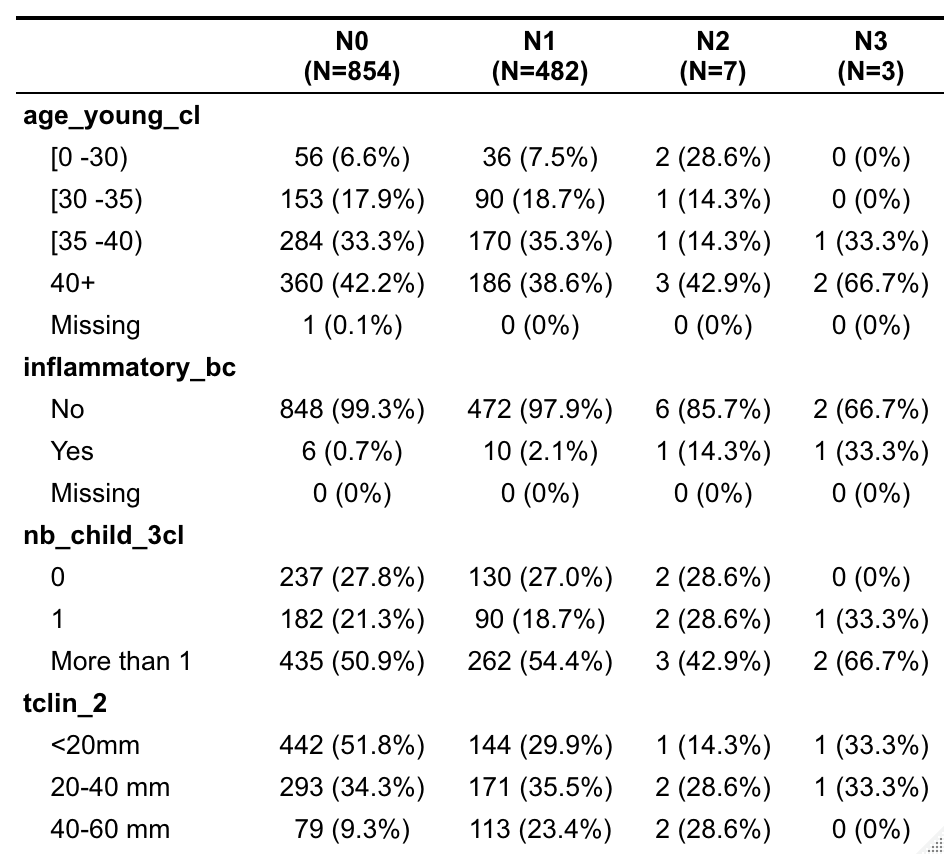 N0 N1 N2 N3
(N=854) (N=482) (N=7) (N=3)
age_young_cl
[0 -30) 56 (6.6%) 36 (7.5%) 2 (28.6%) 0 (0%)
[30 -35) 153 (17.9%) 90 (18.7%) 1 (14.3%) 0 (0%)
[35 -40) 284 (33.3%) 170 (35.3%) 1 (14.3%) 1 (33.3%)
40+ 360 (42.2%) 186 (38.6%) 3 (42.9%) 2 (66.7%)
Missing 1 (0.1%) 0 (0%) 0 (0%) 0 (0%)
inflammatory_bc
No 848 (99.3%) 472 (97.9%) 6 (85.7%) 2 (66.7%)
Yes 6 (0.7%) 10 (2.1%) 1 (14.3%) 1 (33.3%)
Missing 0 (0%) 0 (0%) 0 (0%) 0 (0%)
nb_child_3cl
0 237 (27.8%) 130 (27.0%) 2 (28.6%) 0 (0%)
1 182 (21.3%) 90 (18.7%) 2 (28.6%) 1 (33.3%)
More than 1 435 (50.9%) 262 (54.4%) 3 (42.9%) 2 (66.7%)
tclin_2
<20mm 442 (51.8%) 144 (29.9%) 1 (14.3%) 1 (33.3%)
20-40 mm 293 (34.3%) 171 (35.5%) 2 (28.6%) 1 (33.3%)
40-60 mm 79 (9.3%) 113 (23.4%) 2 (28.6%) 0 (0%)